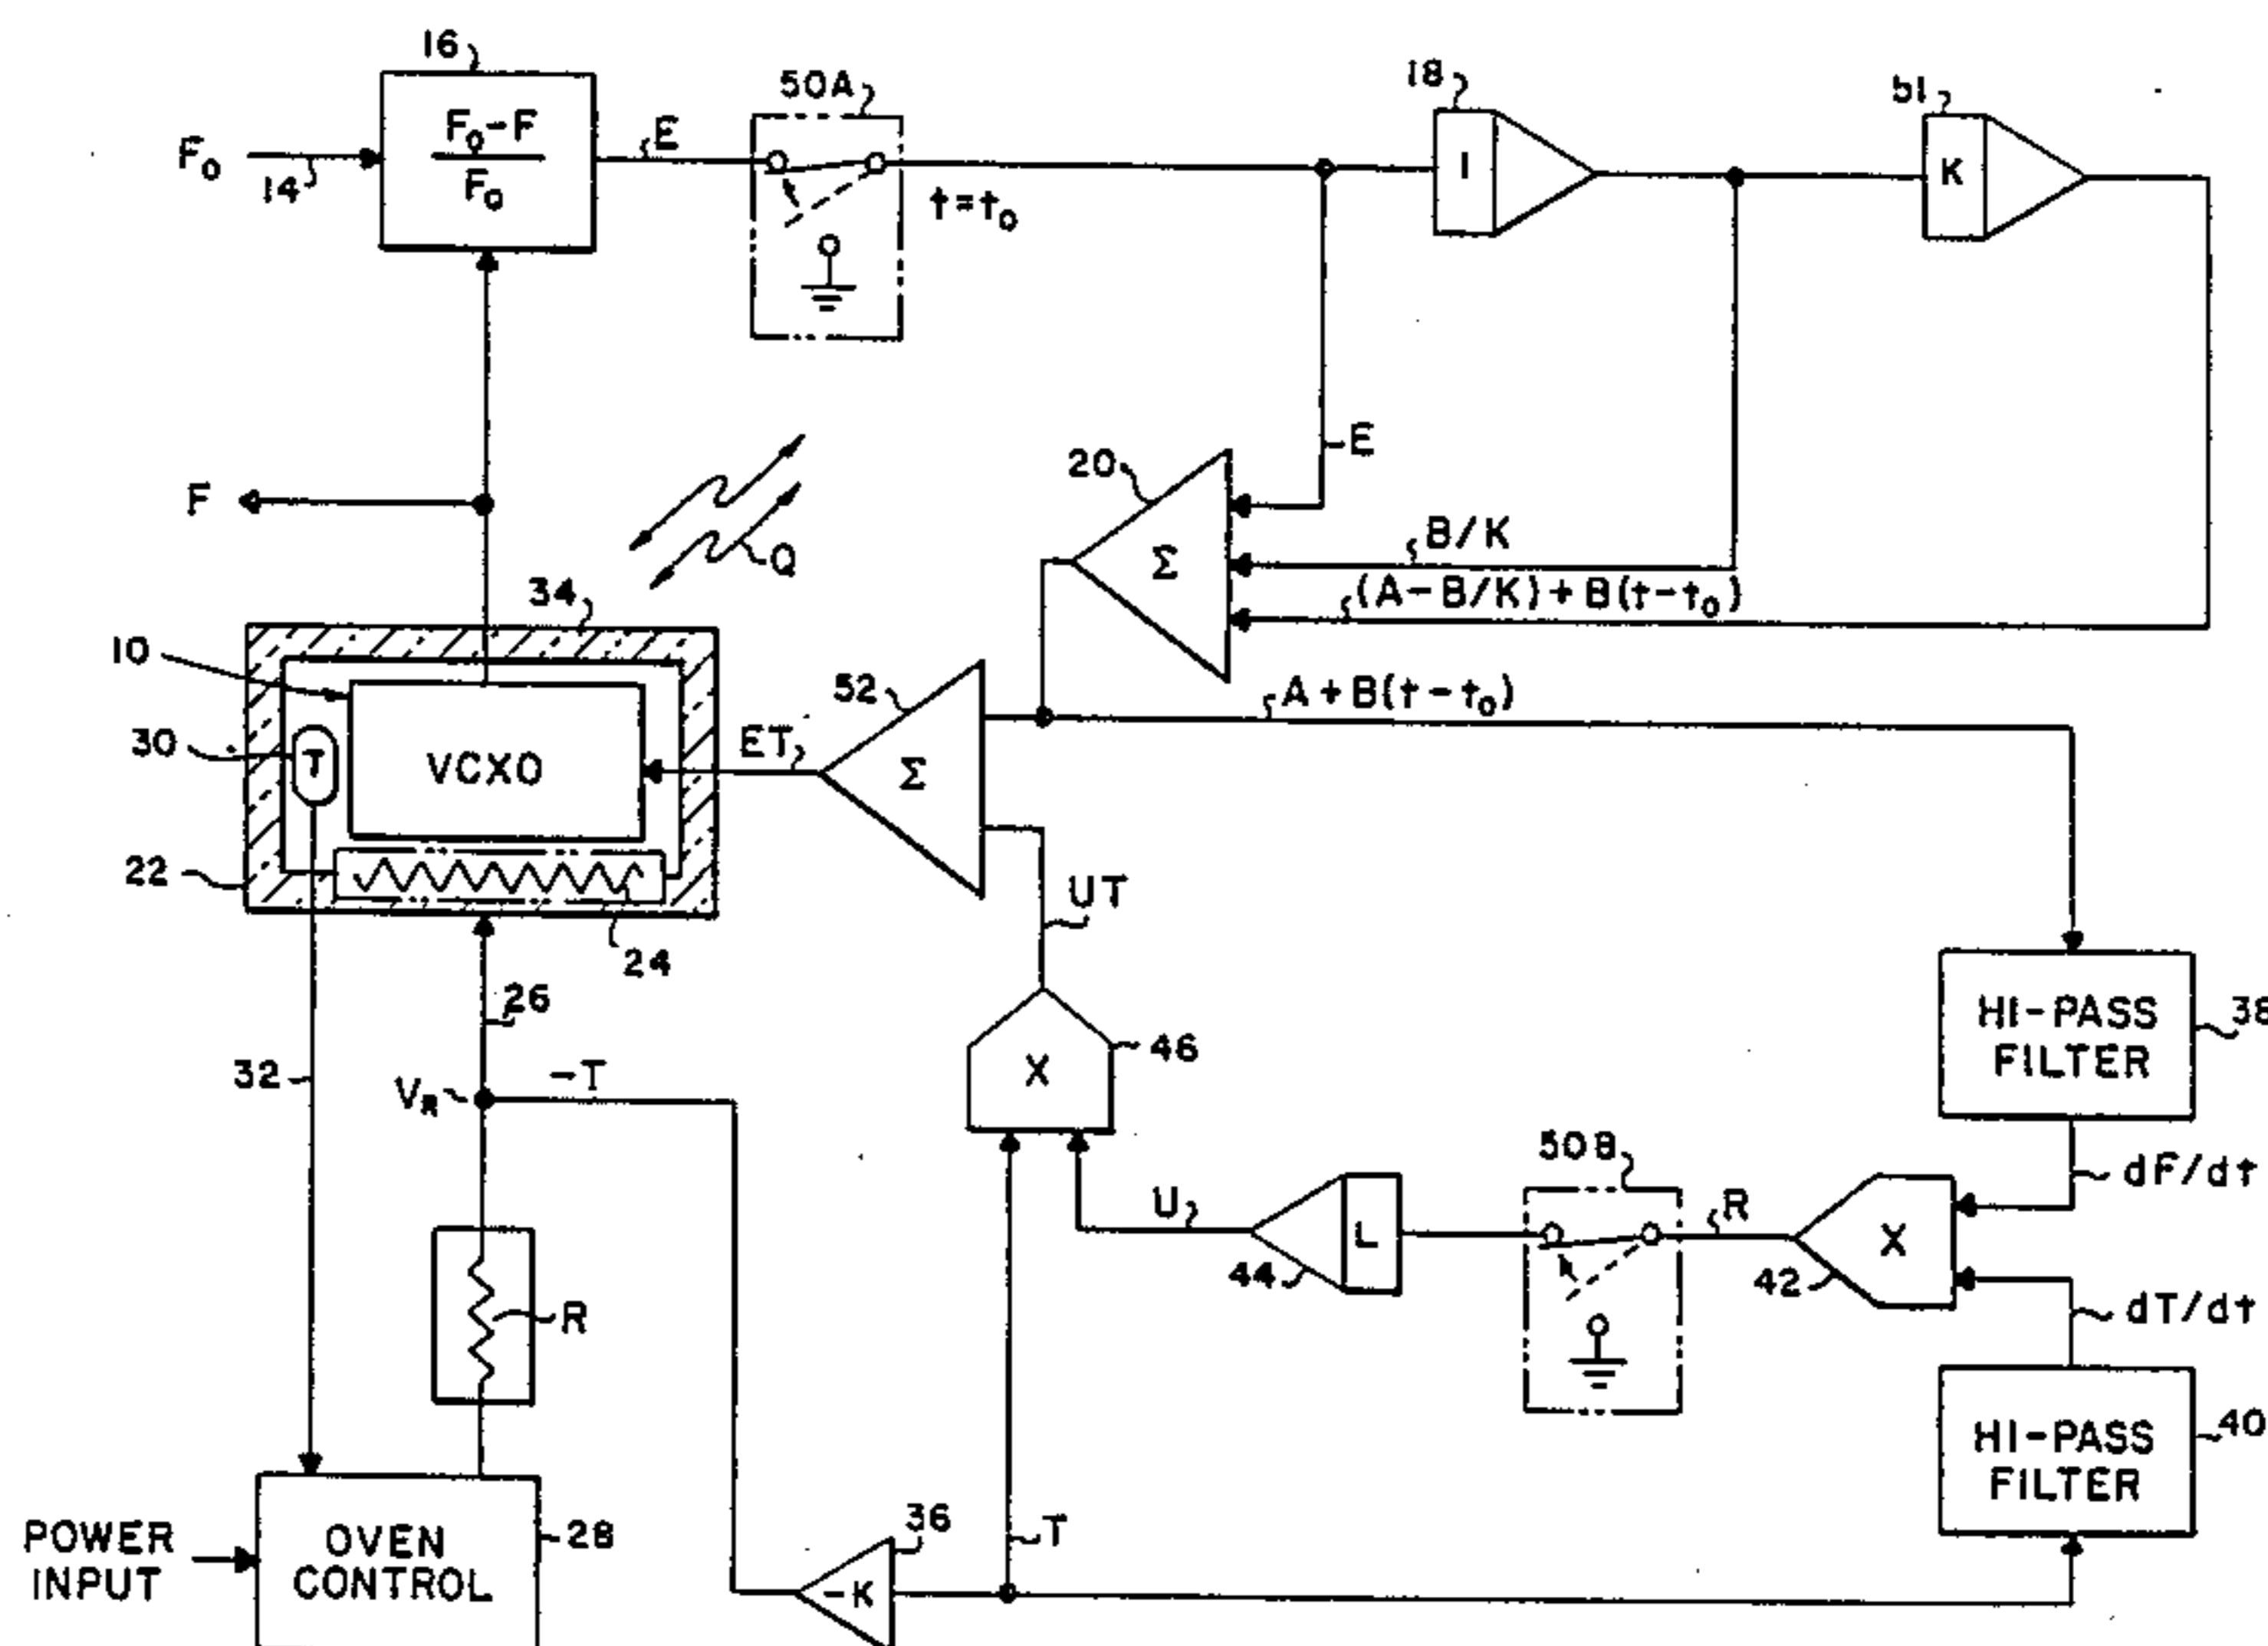 16
F₀ - F
F₀
F₀
14
E
50A
t=t₀
18
I
51
K
E
20
Σ
B/K
(A-B/K)+B(t-t₀)
F
Q
34
10
52
A+B(t-t₀)
30
T
VCXO
ET
Σ
22
24
UT
26
46
X
HI-PASS
FILTER
38
32
-T
V_R
50B
dF/dt
U
L
44
R
42
X
dT/dt
R
36
T
HI-PASS
FILTER
40
POWER
INPUT
OVEN
CONTROL
28
-K